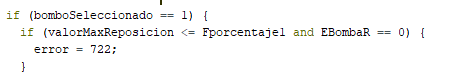 if (bomboSeleccionado == 1) {
if (valorMaxReposicion <= Fporcentaje1 and EBombaR == 0) {
error = 722;
}